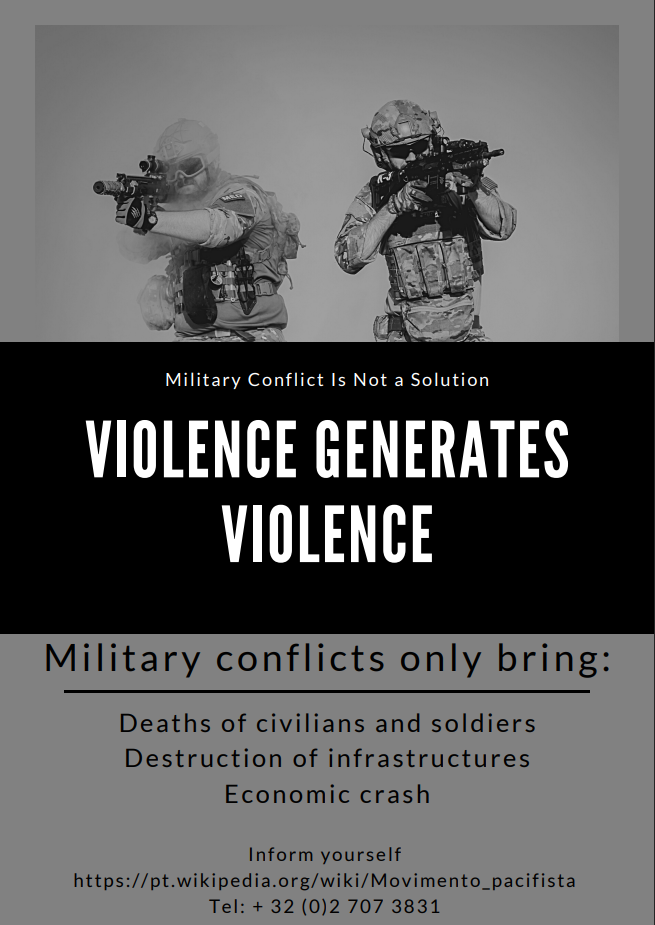 Military Conflict Is Not a Solution
VIOLENCE GENERATES
VIOLENCE
Military conflicts only bring:
Deaths of civilians and soldiers
Destruction of infrastructures
Economic crash
Inform yourself
https://pt.wikipedia.org/wiki/Movimento_pacifista
Tel: + 32 (0)2 707 3831